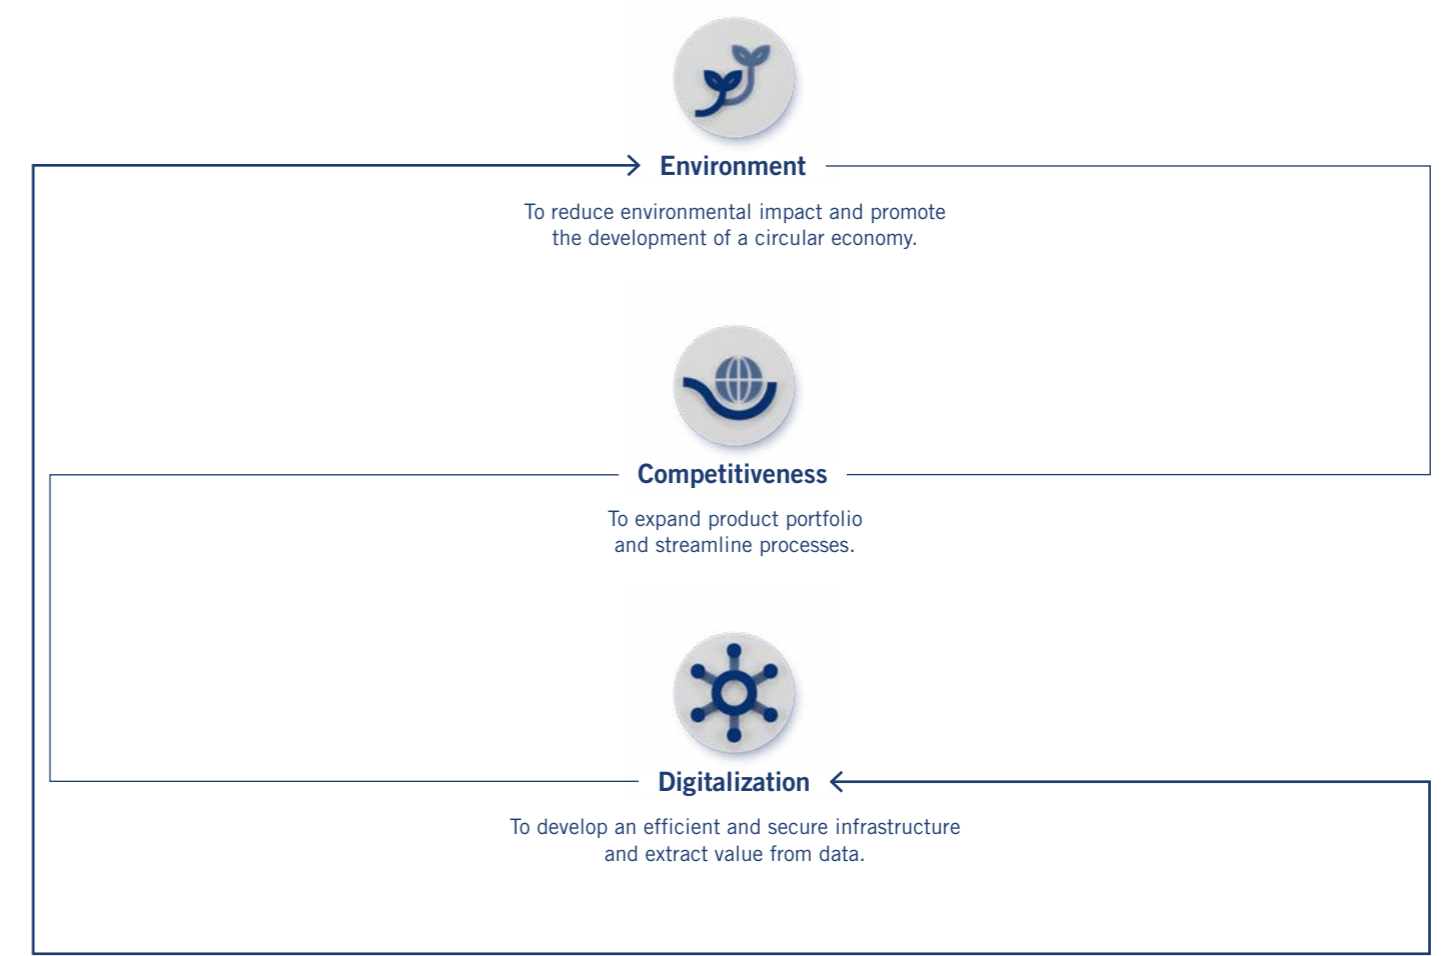 Environment
To reduce environmental impact and promote
the development of a circular economy.
Competitiveness
To expand product portfolio
and streamline processes.
Digitalization
To develop an efficient and secure infrastructure
and extract value from data.